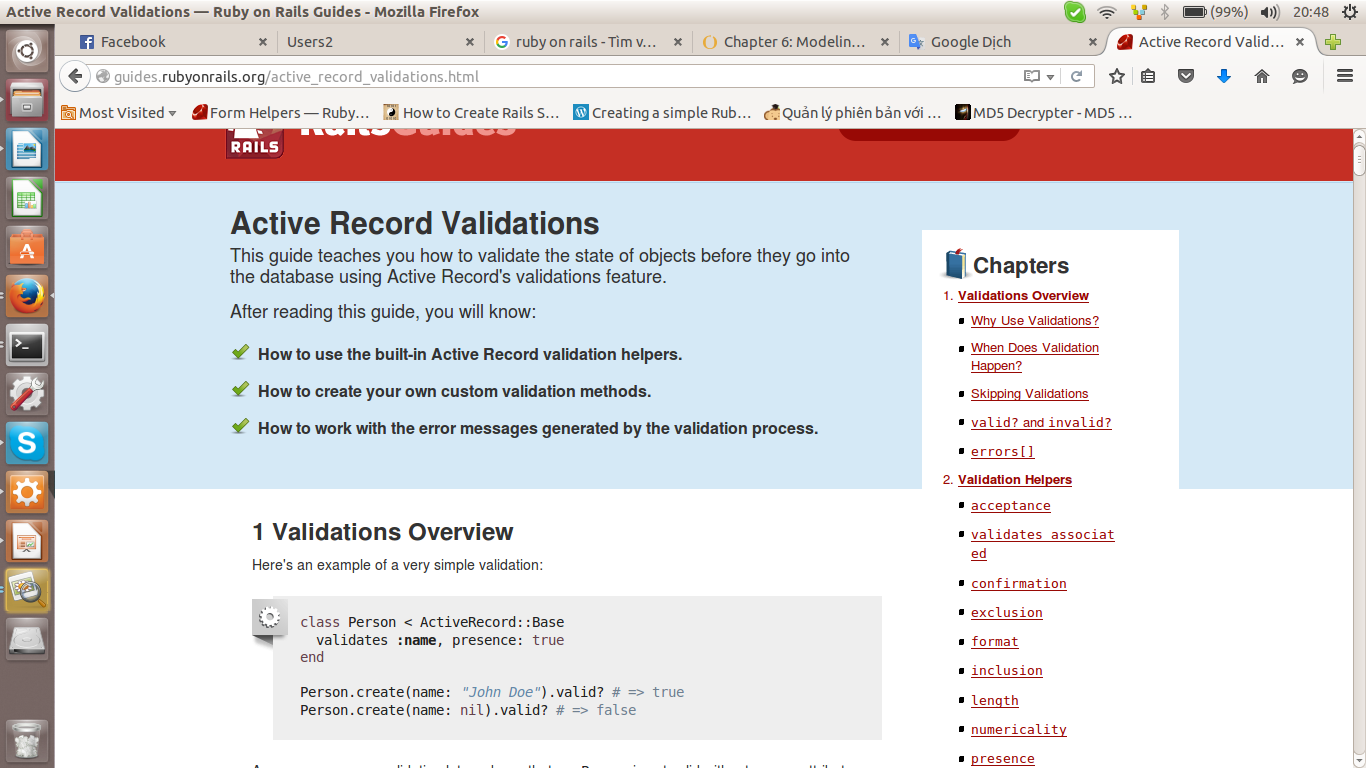 Active Record Validations — Ruby on Rails Guides - Mozilla Firefox
(99%) 20:48
Facebook
Users2
ruby on rails - Tìm v…
Chapter 6: Modelin…
Google Dịch
Active Record Valid…
guides.rubyonrails.org/active_record_validations.html
Most Visited
Form Helpers — Ruby…
How to Create Rails S…
Creating a simple Rub…
Quản lý phiên bản với …
MD5 Decrypter - MD5 …
RailsGuides
RAILS
Active Record Validations
This guide teaches you how to validate the state of objects before they go into
the database using Active Record's validations feature.
After reading this guide, you will know:
How to use the built-in Active Record validation helpers.
How to create your own custom validation methods.
How to work with the error messages generated by the validation process.
Chapters
1. Validations Overview
Why Use Validations?
When Does Validation
Happen?
Skipping Validations
valid? and invalid?
errors[]
2. Validation Helpers
acceptance
validates_associat
ed
confirmation
exclusion
format
inclusion
length
numericality
presence
1 Validations Overview
Here's an example of a very simple validation:
class Person < ActiveRecord::Base
validates :name, presence: true
end
Person.create(name: "John Doe").valid? # => true
Person.create(name: nil).valid? # => false